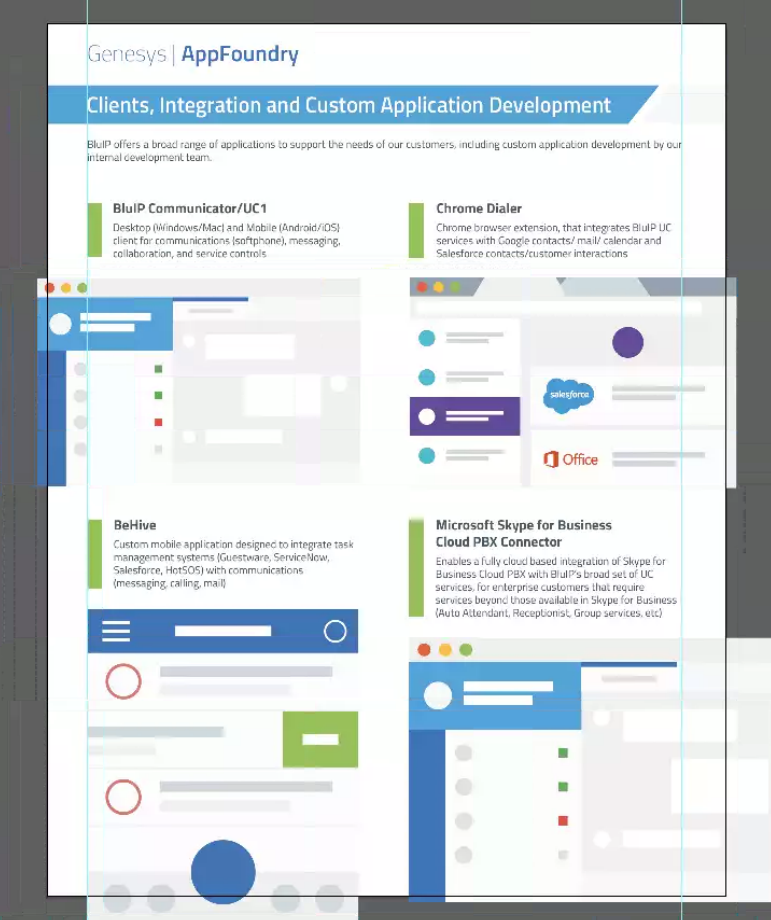 Genesys | AppFoundry
Clients, Integration and Custom Application Development
BluIP offers a broad range of applications to support the needs of our customers, including custom application development by our
internal development team.
BluIP Communicator/UC1
Desktop (Windows/Mac) and Mobile (Android/iOS)
client for communications (softphone), messaging,
collaboration, and service controls
Chrome Dialer
Chrome browser extension, that integrates BluIP UC
services with Google contacts/ mail/ calendar and
Salesforce contacts/customer interactions
salesforce
Office
BeHive
Custom mobile application designed to integrate task
management systems (Guestware, ServiceNow,
Salesforce, HotSOS) with communications
(messaging, calling, mail)
Microsoft Skype for Business
Cloud PBX Connector
Enables a fully cloud based integration of Skype for
Business Cloud PBX with BluIP's broad set of UC
services, for enterprise customers that require
services beyond those available in Skype for Business
(Auto Attendant, Receptionist, Group services, etc)